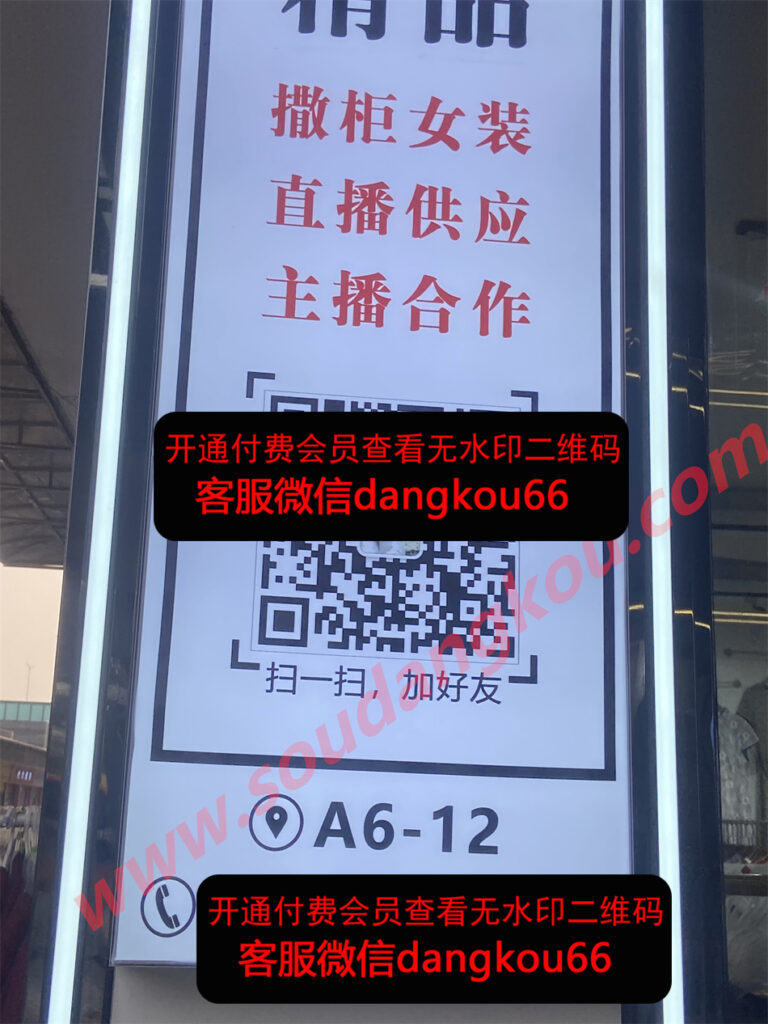 精品
撒柜女装
直播供应
主播合作
开通付费会员查看无水印二维码
客服微信dangkou66
扫一扫，加好友
A6-12
开通付费会员查看无水印二维码
客服微信dangkou66
www.soudangkou.com